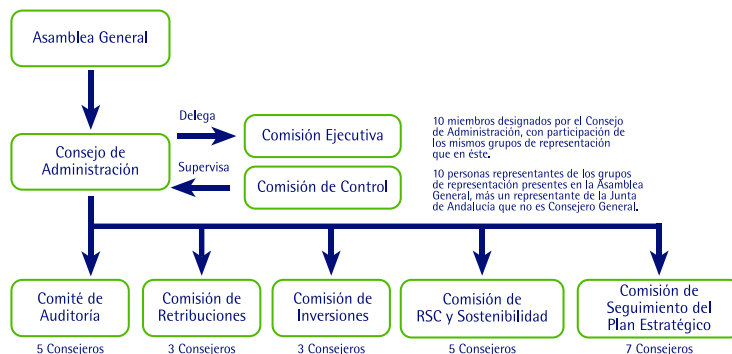 Asamblea General
Delega
Comisión Ejecutiva
10 miembros designados por el Consejo
de Administración, con participación de
los mismos grupos de representación
que en éste.
Consejo de
Administración
Supervisa
Comisión de Control
10 personas representantes de los grupos
de representación presentes en la Asamblea
General, más un representante de la Junta
de Andalucía que no es Consejero General.
Comité de
Auditoría
5 Consejeros
Comisión de
Retribuciones
3 Consejeros
Comisión de
Inversiones
3 Consejeros
Comisión de
RSC y Sostenibilidad
5 Consejeros
Comisión de
Seguimiento del
Plan Estratégico
7 Consejeros